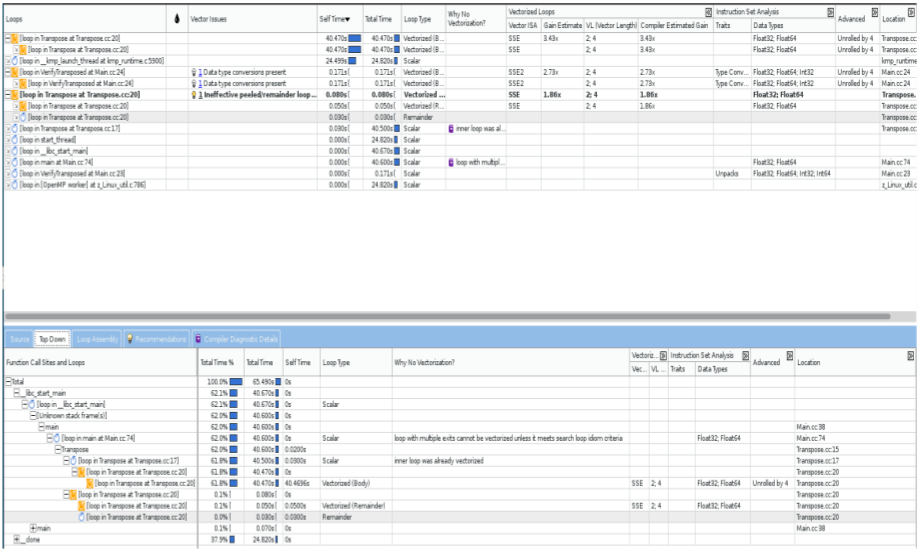 Loops Vector Issues Self Time▼ Total Time Loop Type Why No Vectorization? Vectorized Loops Instruction Set Analysis Advanced Location
Vector ISA Gain Estimate VL (Vector Length) Compiler Estimated Gain Traits Data Types
[loop in Transpose at Transpose.cc:20] 40.470s 40.470s Vectorized (B... SSE 3.43x 2; 4 3.43x Float32; Float64 Unrolled by 4 Transpose.cc
[loop in Transpose at Transpose.cc:20] 40.470s 40.470s Vectorized (B... SSE 2; 4 3.43x Float32; Float64 Unrolled by 4 Transpose.cc
[loop in __kmp_launch_thread at kmp_runtime.c:5900] 24.499s 24.820s Scalar kmp_runtime
[loop in VerifyTransposed at Main.cc:24] 1 Data type conversions present 0.171s 0.171s Vectorized (B... SSE2 2.73x 2; 4 2.73x Type Conv... Float32; Float64; Int32 Unrolled by 4 Main.cc:24
[loop in VerifyTransposed at Main.cc:24] 1 Data type conversions present 0.171s 0.171s Vectorized (B... SSE2 2; 4 2.73x Type Conv... Float32; Float64; Int32 Unrolled by 4 Main.cc:24
[loop in Transpose at Transpose.cc:20] 1 Ineffective peeled/remainder loop... 0.080s 0.080s Vectorized ... SSE 1.86x 2; 4 1.86x Float32; Float64 Transpose.
[loop in Transpose at Transpose.cc:20] 0.050s 0.050s Vectorized (R... SSE 2; 4 1.86x Float32; Float64 Transpose.cc
[loop in Transpose at Transpose.cc:20] 0.030s 0.030s Remainder Transpose.cc
[loop in Transpose at Transpose.cc:17] 0.030s 40.500s Scalar inner loop was al... Transpose.cc
[loop in start_thread] 0.000s 24.820s Scalar
[loop in __libc_start_main] 0.000s 40.670s Scalar
[loop in main at Main.cc:74] 0.000s 40.600s Scalar loop with multipl... Float32; Float64 Main.cc:74
[loop in VerifyTransposed at Main.cc:23] 0.000s 0.171s Scalar Unpacks Float32; Float64; Int32; Int64 Main.cc:23
[loop in [OpenMP worker] at z_Linux_util.c:786] 0.000s 24.820s Scalar z_Linux_util.c
Source Top Down Loop Assembly Recommendations Compiler Diagnostic Details
Function Call Sites and Loops Total Time % Total Time Self Time Loop Type Why No Vectorization? Vectoriz... Instruction Set Analysis Advanced Location
Vec... VL ... Traits Data Types
Total 100.0% 65.490s 0s
__libc_start_main 62.1% 40.670s 0s
[loop in __libc_start_main] 62.1% 40.670s 0s Scalar
[Unknown stack frame(s)] 62.0% 40.600s 0s
main 62.0% 40.600s 0s Main.cc:38
[loop in main at Main.cc:74] 62.0% 40.600s 0s Scalar loop with multiple exits cannot be vectorized unless it meets search loop idiom criteria Float32; Float64 Main.cc:74
Transpose 62.0% 40.600s 0.0200s Transpose.cc:15
[loop in Transpose at Transpose.cc:17] 61.8% 40.500s 0.0300s Scalar inner loop was already vectorized Transpose.cc:17
[loop in Transpose at Transpose.cc:20] 61.8% 40.470s 0s Transpose.cc:20
[loop in Transpose at Transpose.cc:20] 61.8% 40.470s 40.4696s Vectorized (Body) SSE 2; 4 Float32; Float64 Unrolled by 4 Transpose.cc:20
[loop in Transpose at Transpose.cc:20] 0.1% 0.080s 0s Transpose.cc:20
[loop in Transpose at Transpose.cc:20] 0.1% 0.050s 0.0500s Vectorized (Remainder) SSE 2; 4 Float32; Float64 Transpose.cc:20
[loop in Transpose at Transpose.cc:20] 0.0% 0.030s 0.0300s Remainder Transpose.cc:20
main 0.1% 0.070s 0s Main.cc:38
__clone 37.9% 24.820s 0s